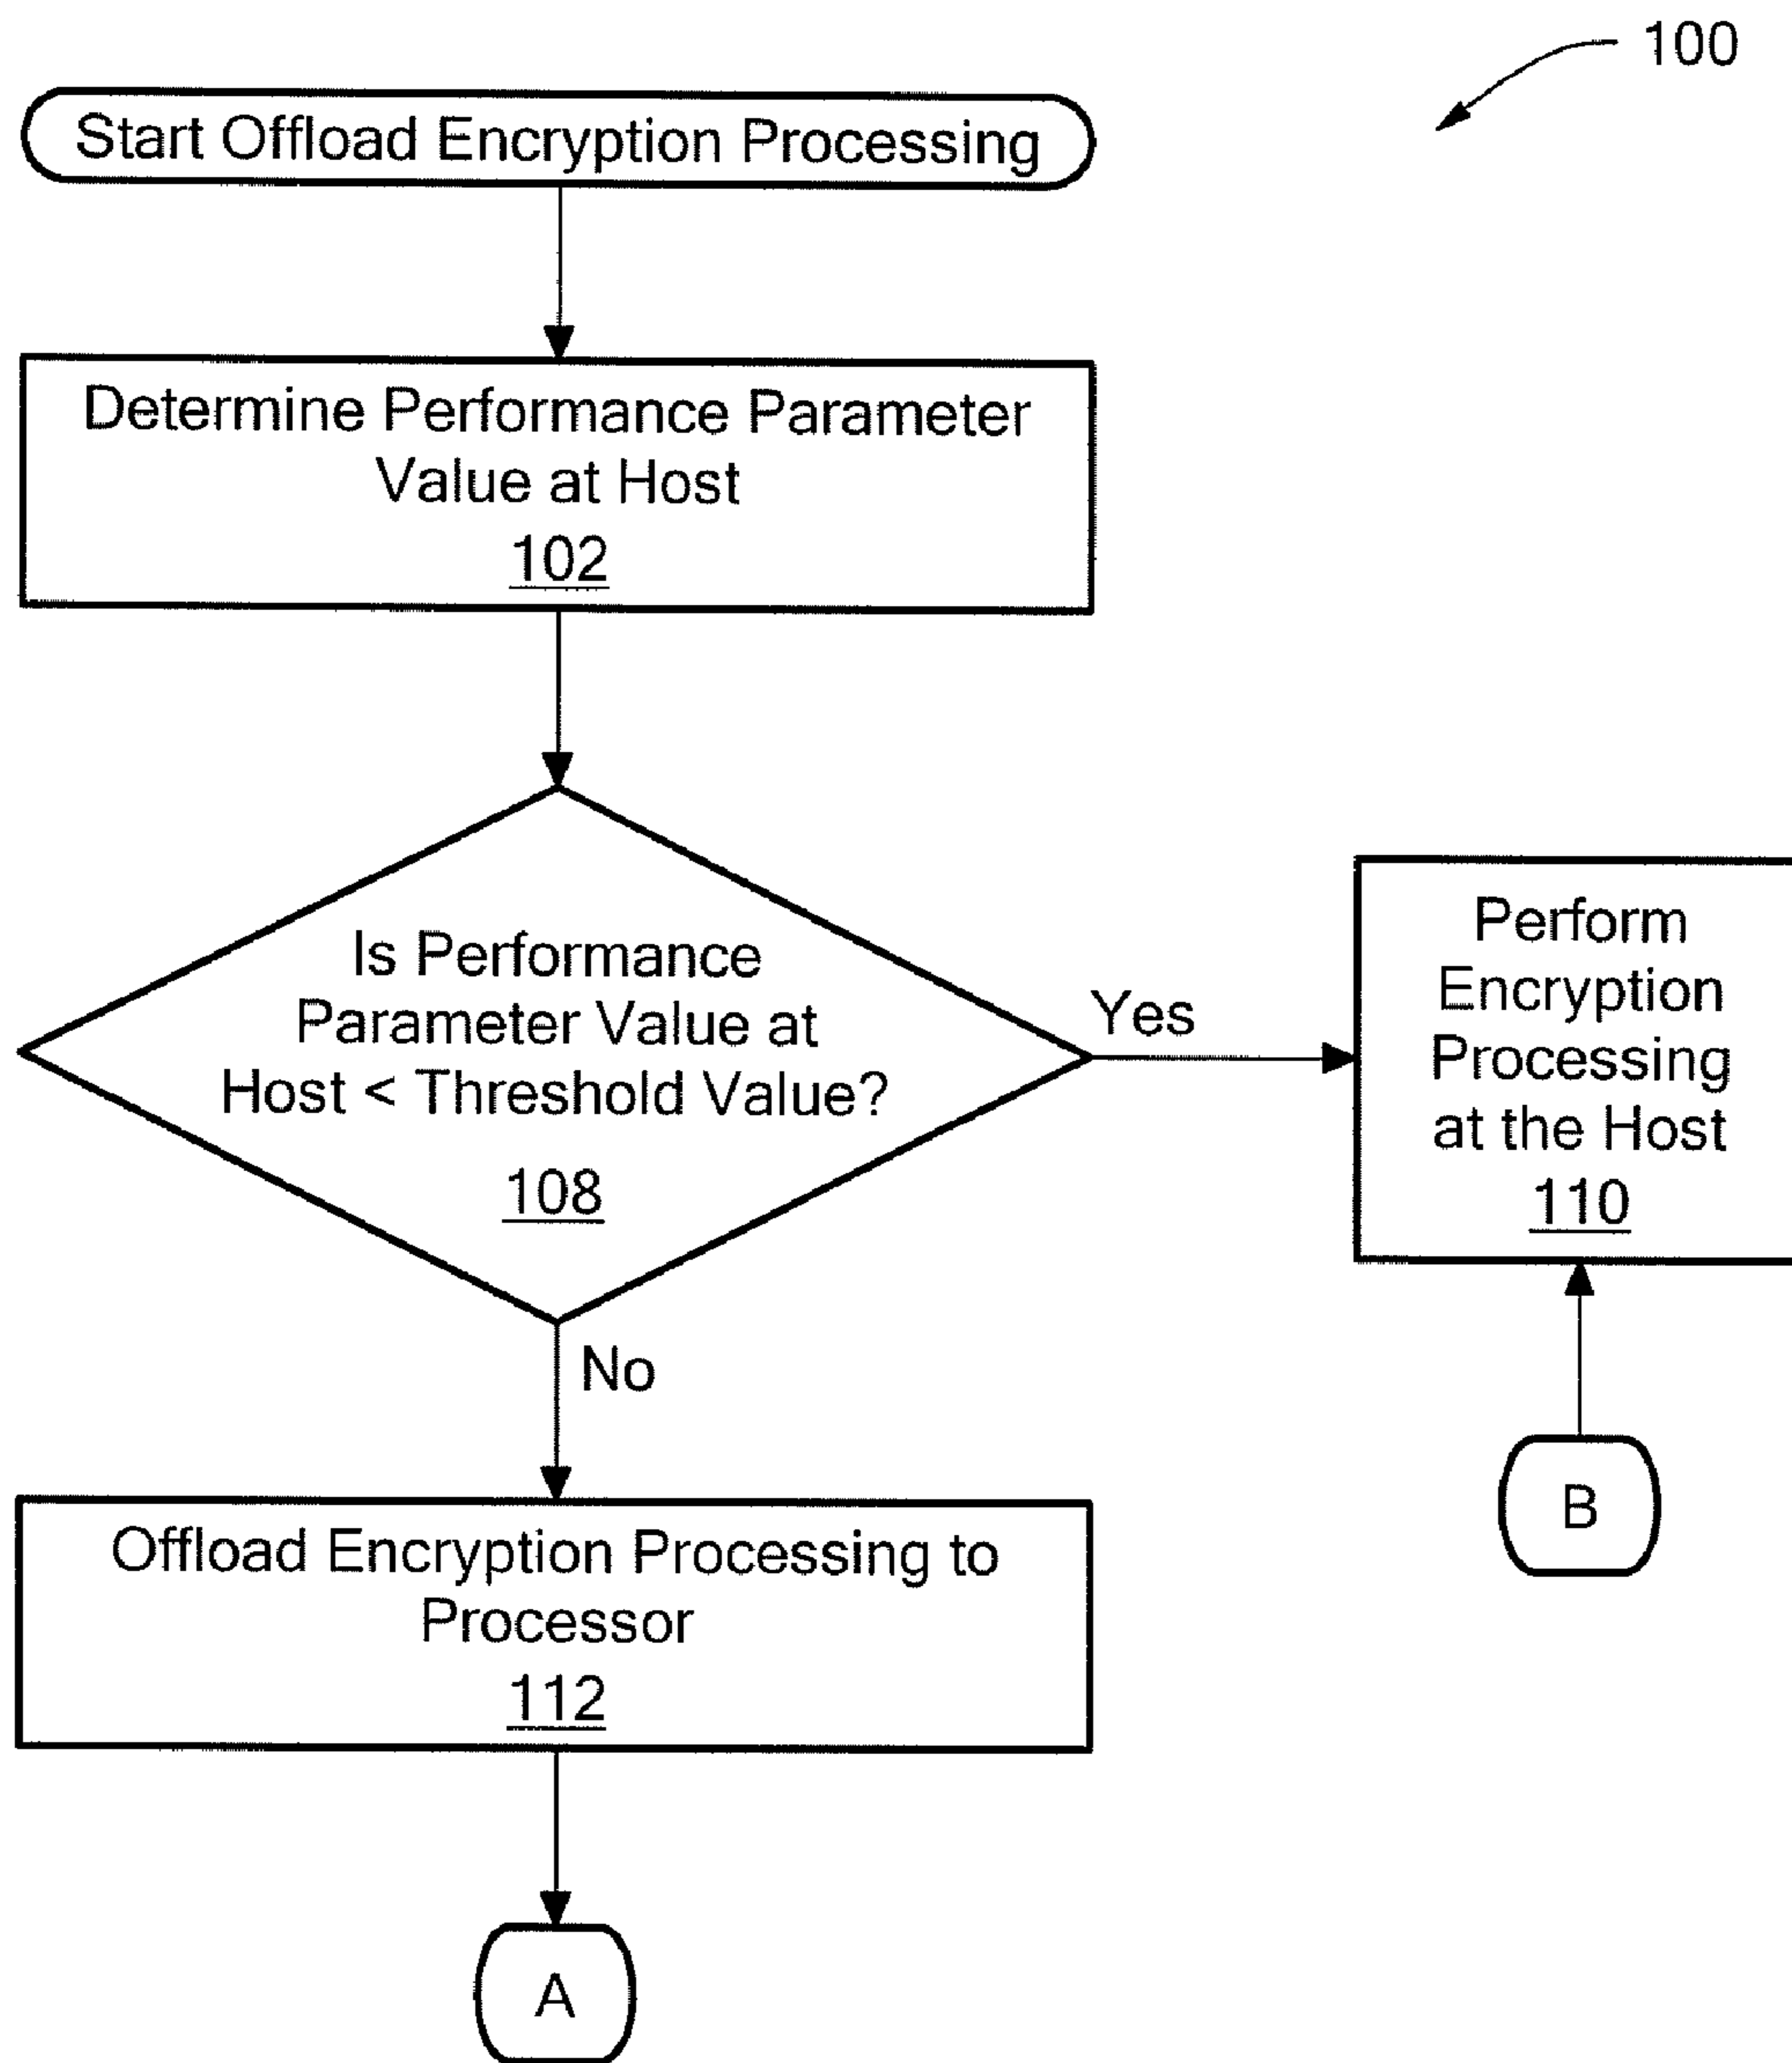 100
Start Offload Encryption Processing
Determine Performance Parameter
Value at Host
102
Is Performance
Parameter Value at
Host < Threshold Value?
108
Yes
Perform
Encryption
Processing
at the Host
110
No
B
Offload Encryption Processing to
Processor
112
A